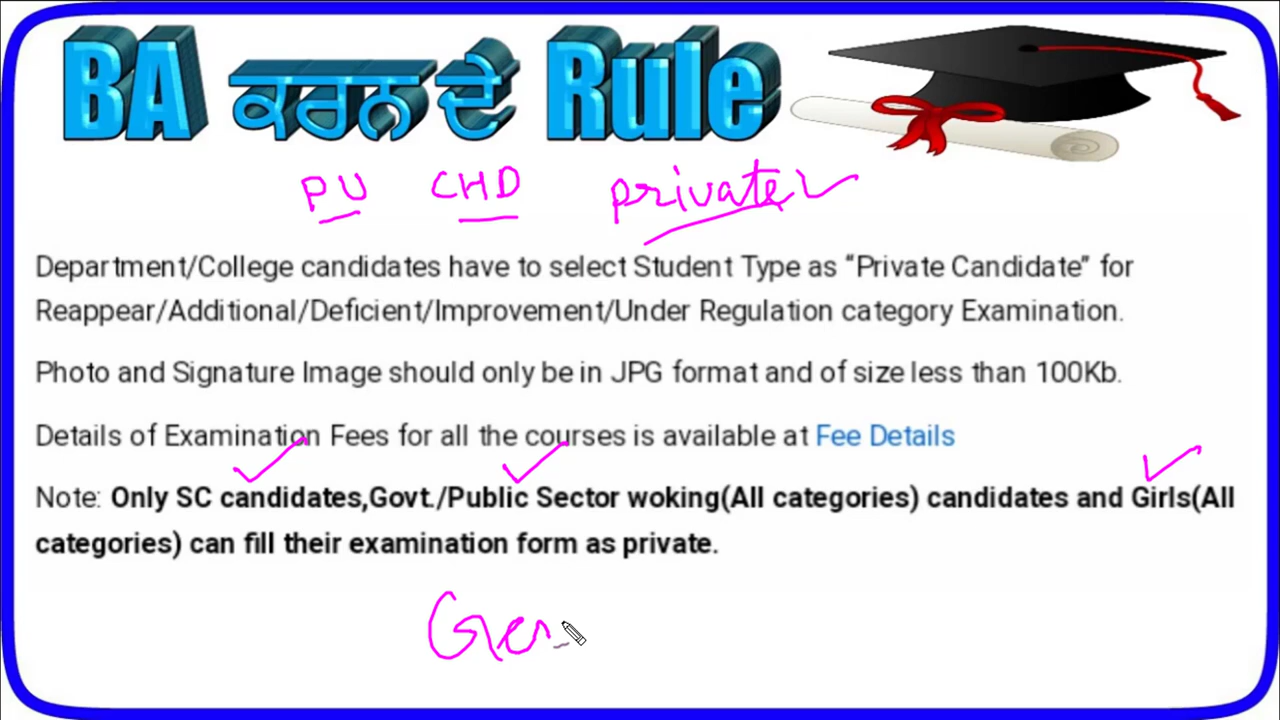 BA ਕਰਨ ਦੇ Rule
PU CHD private
Department/College candidates have to select Student Type as “Private Candidate” for
Reappear/Additional/Deficient/Improvement/Under Regulation category Examination.
Photo and Signature Image should only be in JPG format and of size less than 100Kb.
Details of Examination Fees for all the courses is available at Fee Details
Note: Only SC candidates,Govt./Public Sector woking(All categories) candidates and Girls(All
categories) can fill their examination form as private.